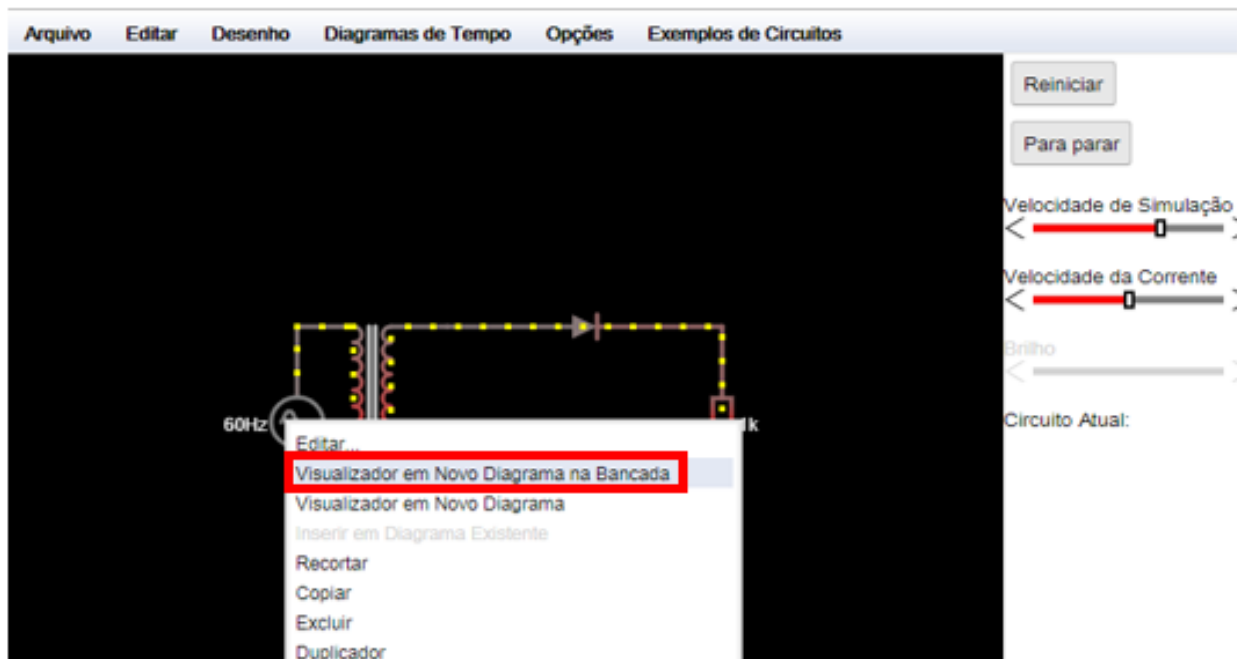 Arquivo Editar Desenho Diagramas de Tempo Opções Exemplos de Circuitos
Reiniciar
Para parar
Velocidade de Simulação
Velocidade da Corrente
Brilho
Circuito Atual:
60Hz
1k
Editar...
Visualizador em Novo Diagrama na Bancada
Visualizador em Novo Diagrama
Inserir em Diagrama Existente
Recortar
Copiar
Excluir
Duplicador